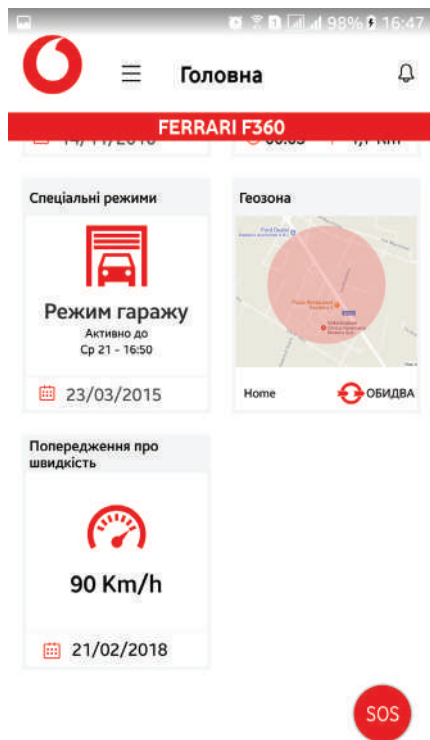 98% 16:47
Головна
FERRARI F360
Спеціальні режими
Геозона
Режим гаражу
Активно до
Ср 21 - 16:50
23/03/2015
Home
ОБИДВА
Попередження про
швидкість
90 Km/h
21/02/2018
SOS